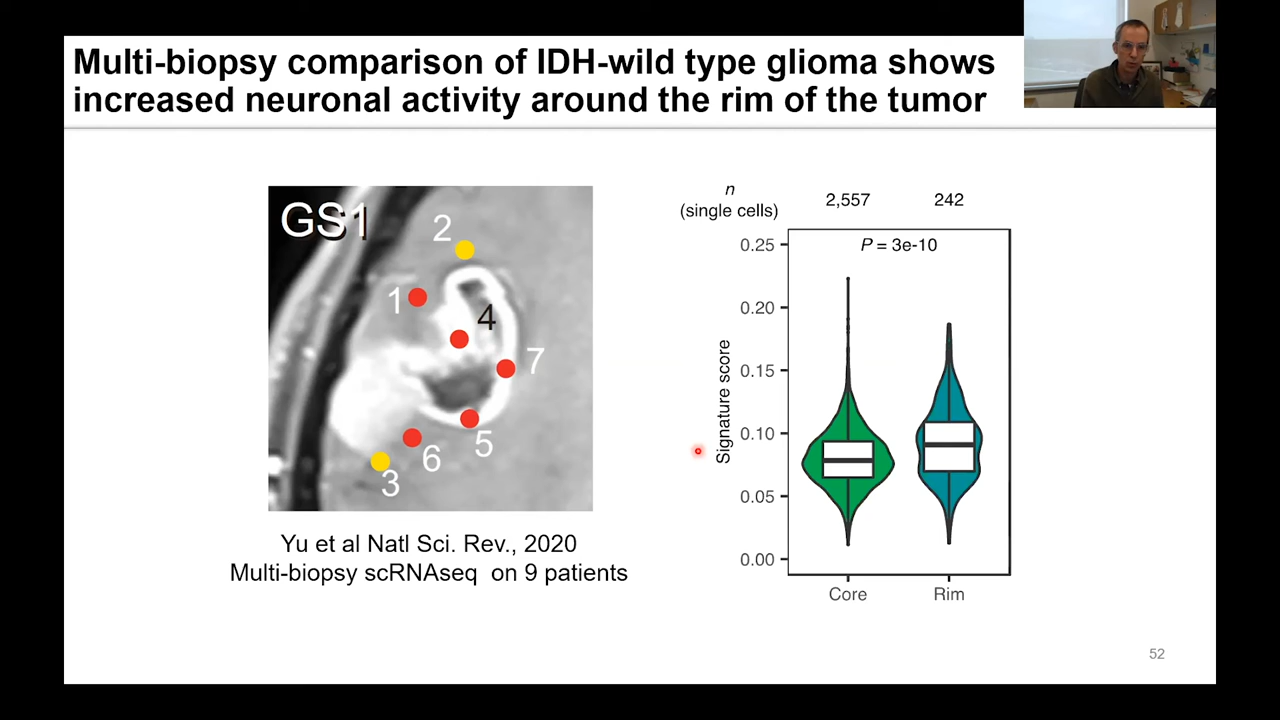 Multi-biopsy comparison of IDH-wild type glioma shows
increased neuronal activity around the rim of the tumor
GS1
2
1
4
7
5
6
3
Yu et al Natl Sci. Rev., 2020
Multi-biopsy scRNAseq on 9 patients
n
(single cells)
2,557
242
P = 3e-10
0.25
0.20
0.15
0.10
0.05
0.00
Signature score
Core
Rim
52